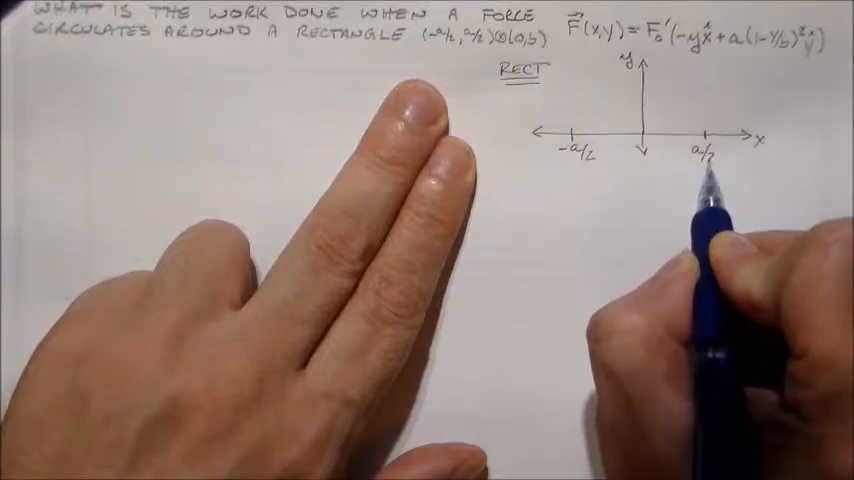 WHAT IS THE WORK DONE WHEN A FORCE
CIRCULATES AROUND A RECTANGLE (-a/2, a/2)⊗(0,b)
F⃗(x,y) = F₀'(-yx̂ + a(1-y/b)²ŷ)
RECT
y
x
-a/2
a/2